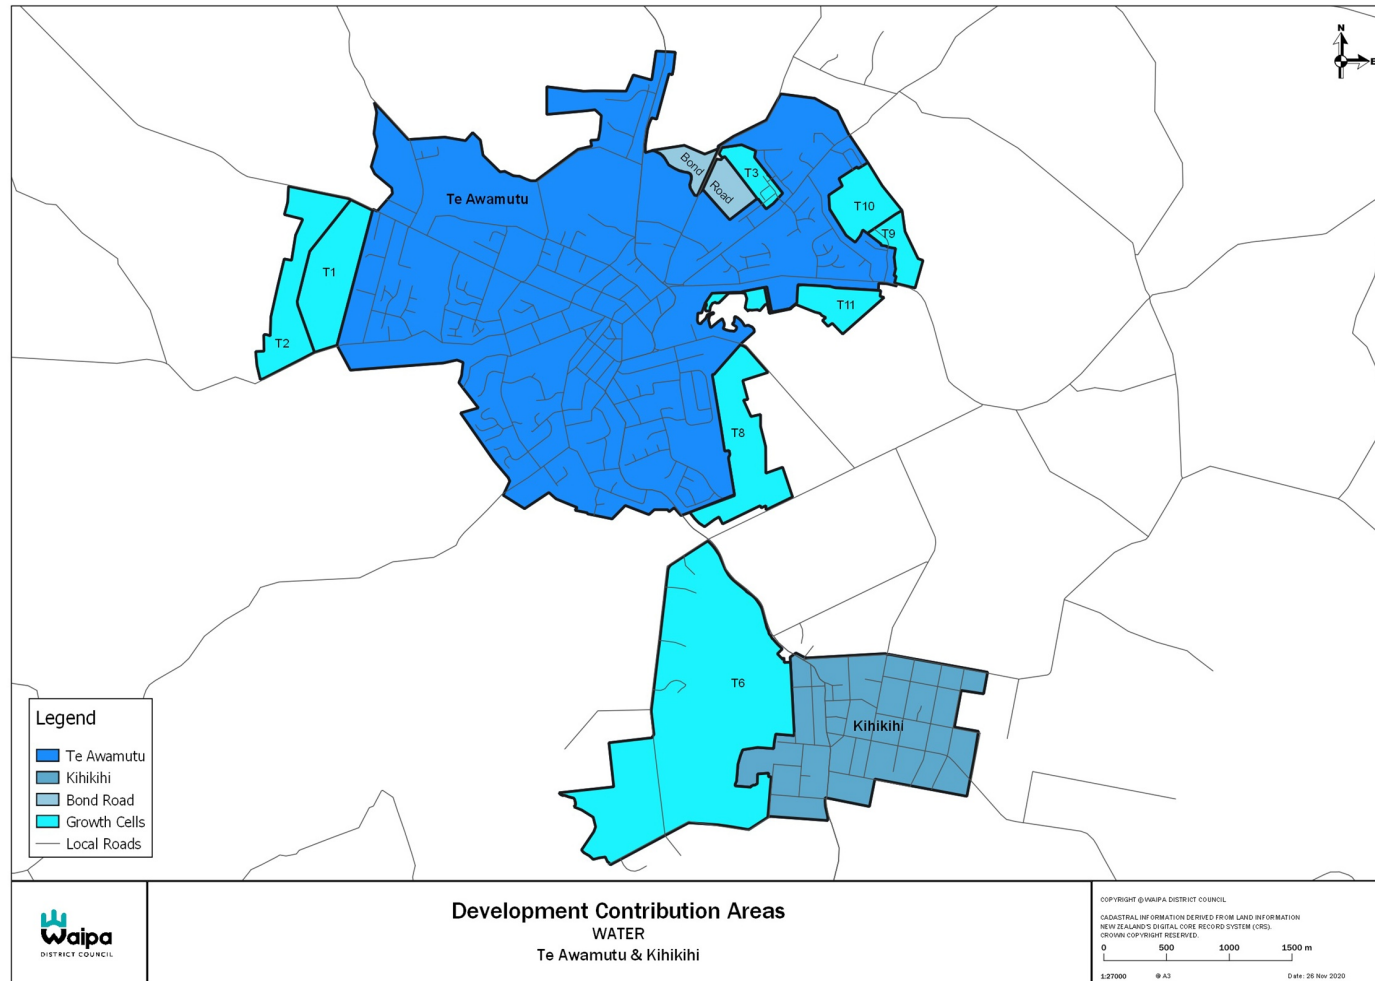 N
E
Bond
Road
T3
Te Awamutu
T10
T9
T1
T11
T2
T8
T6
Kihikihi
Legend
Te Awamutu
Kihikihi
Bond Road
Growth Cells
Local Roads
Waipa
DISTRICT COUNCIL
Development Contribution Areas
WATER
Te Awamutu & Kihikihi
COPYRIGHT @WAIPA DISTRICT COUNCIL
CADASTRAL INFORMATION DERIVED FROM LAND INFORMATION
NEW ZEALAND'S DIGITAL CORE RECORD SYSTEM (CRS).
CROWN COPYRIGHT RESERVED.
0 500 1000 1500 m
1:27000 @ A3 Date: 26 Nov 2020